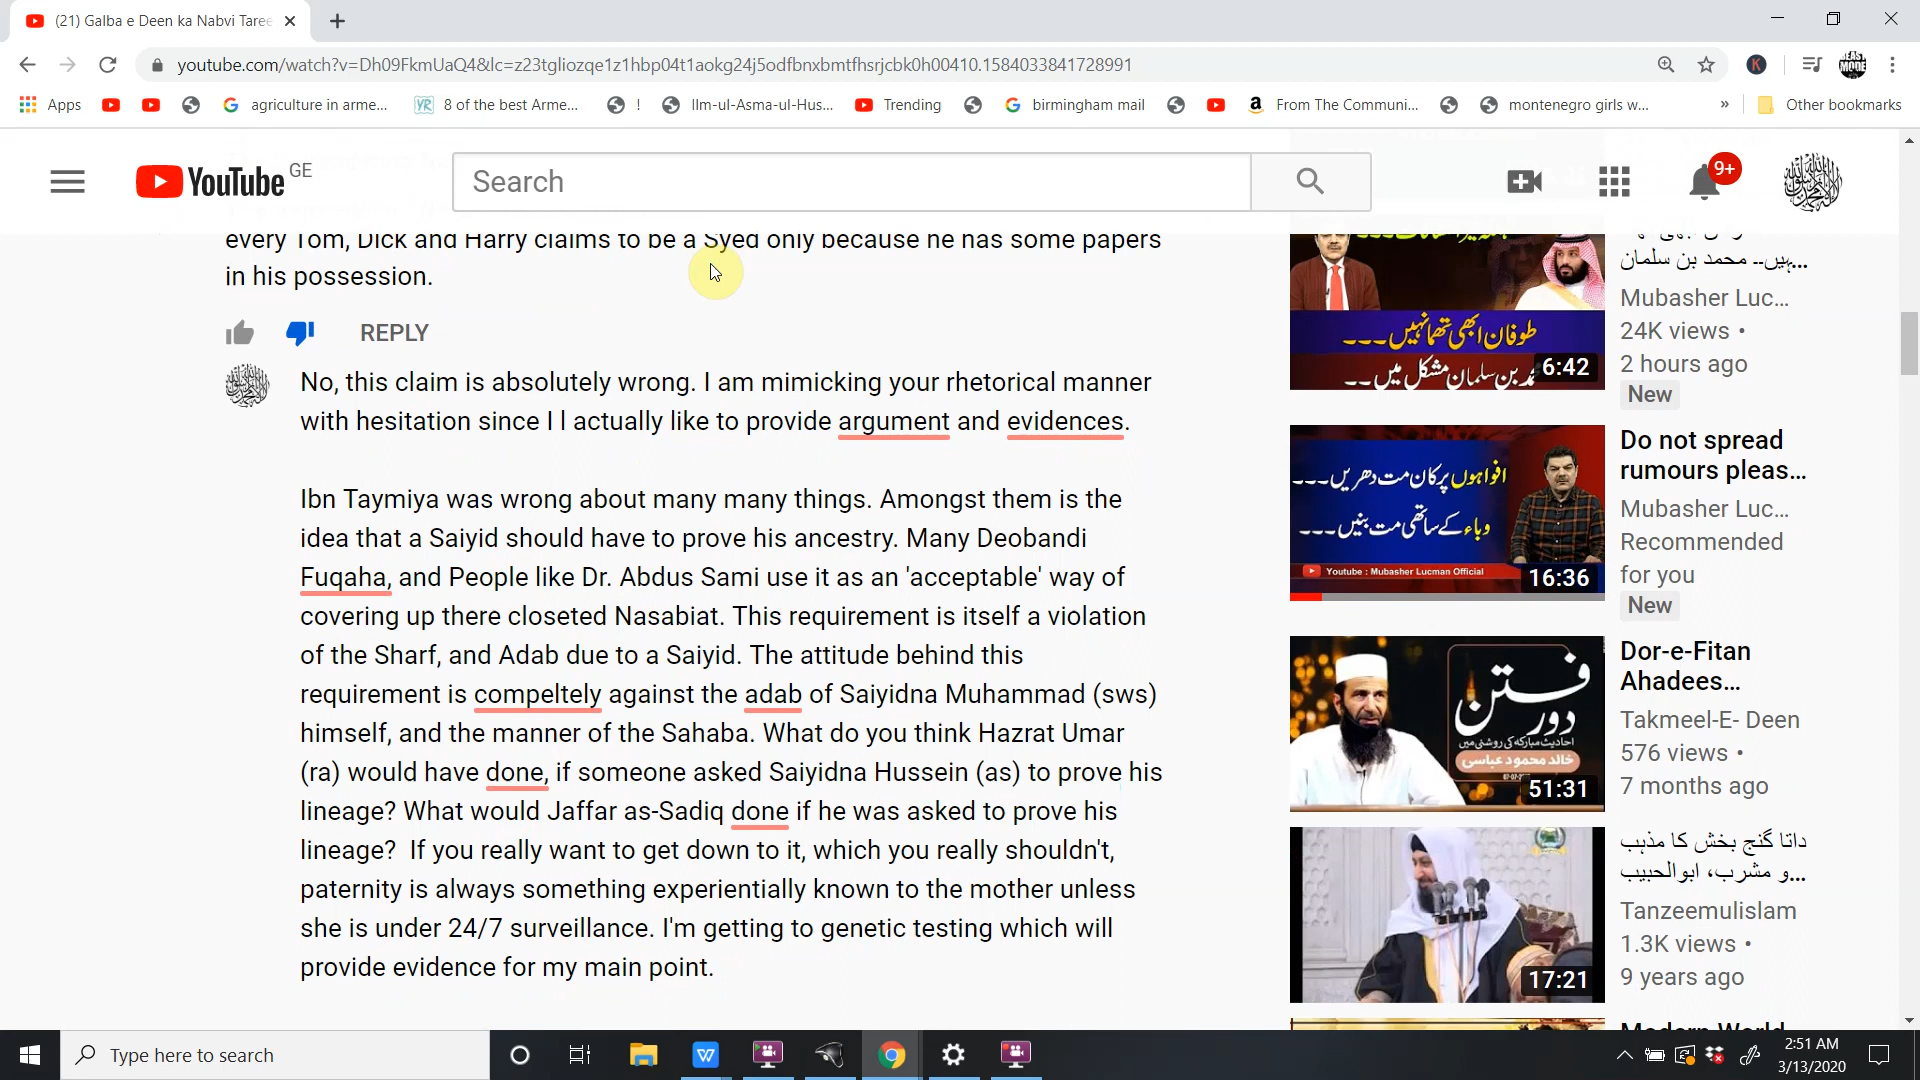 (21) Galba e Deen ka Nabvi Taree
youtube.com/watch?v=Dh09FkmUaQ4&lc=z23tgliozqe1z1hbp04t1aokg24j5odfbnxbmtfhsrjcbk0h00410.1584033841728991
Apps
agriculture in arme...
8 of the best Arme...
!
Ilm-ul-Asma-ul-Hus...
Trending
birmingham mail
From The Communi...
montenegro girls w...
»
Other bookmarks
YouTube GE
Search
9+
every Tom, Dick and Harry claims to be a Syed only because he has some papers
in his possession.
REPLY
No, this claim is absolutely wrong. I am mimicking your rhetorical manner
with hesitation since I l actually like to provide argument and evidences.
Ibn Taymiya was wrong about many many things. Amongst them is the
idea that a Saiyid should have to prove his ancestry. Many Deobandi
Fuqaha, and People like Dr. Abdus Sami use it as an 'acceptable' way of
covering up there closeted Nasabiat. This requirement is itself a violation
of the Sharf, and Adab due to a Saiyid. The attitude behind this
requirement is compeltely against the adab of Saiyidna Muhammad (sws)
himself, and the manner of the Sahaba. What do you think Hazrat Umar
(ra) would have done, if someone asked Saiyidna Hussein (as) to prove his
lineage? What would Jaffar as-Sadiq done if he was asked to prove his
lineage?  If you really want to get down to it, which you really shouldn't,
paternity is always something experientially known to the mother unless
she is under 24/7 surveillance. I'm getting to genetic testing which will
provide evidence for my main point.
طوفان ابھی تھما نہیں ۔۔۔
محمد بن سلمان مشکل میں ۔۔
6:42
ہیں۔۔ محمد بن سلمان...
Mubasher Luc...
24K views •
2 hours ago
New
افواہوں پر کان مت دھریں ۔۔۔
وباء کے ساتھی مت بنیں ۔۔۔
Youtube : Mubasher Lucman Official
16:36
Do not spread
rumours pleas...
Mubasher Luc...
Recommended
for you
New
دور فتن
احادیث مبارکہ کی روشنی میں
خالد محمود عباسی
51:31
Dor-e-Fitan
Ahadees...
Takmeel-E- Deen
576 views •
7 months ago
17:21
داتا گنج بخش کا مذہب
و مشرب، ابوالحبیب...
Tanzeemulislam
1.3K views •
9 years ago
Modern World
Type here to search
2:51 AM
3/13/2020